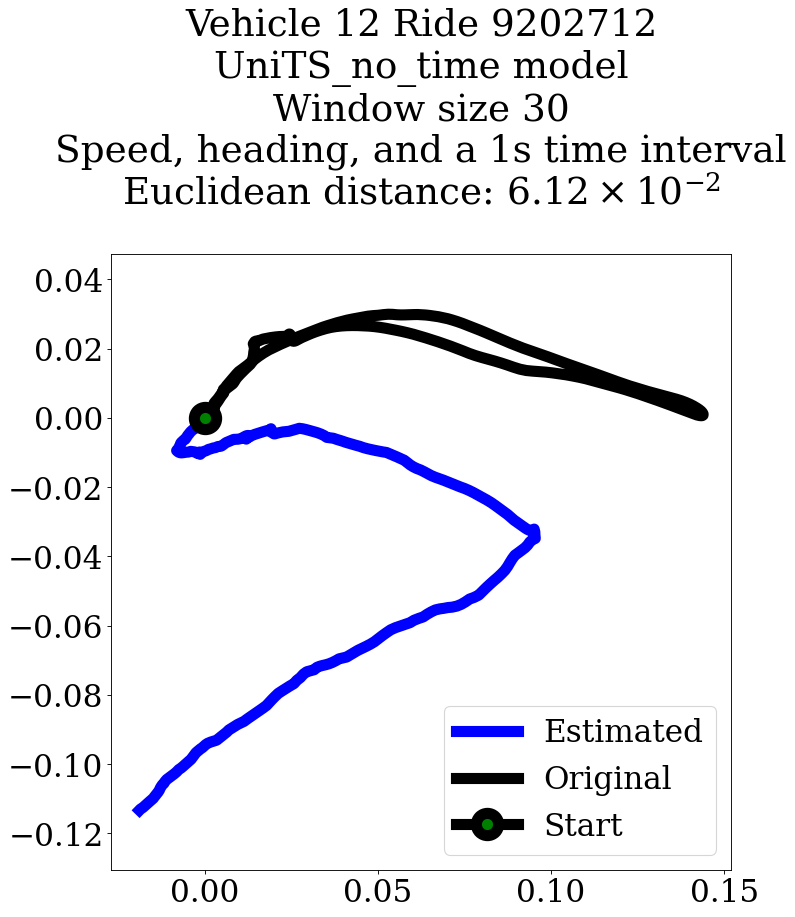 Vehicle 12 Ride 9202712
UniTS_no_time model
Window size 30
Speed, heading, and a 1s time interval
Euclidean distance: 6.12 × 10⁻²
0.04
0.02
0.00
−0.02
−0.04
−0.06
−0.08
−0.10
−0.12
Estimated
Original
Start
0.00 0.05 0.10 0.15